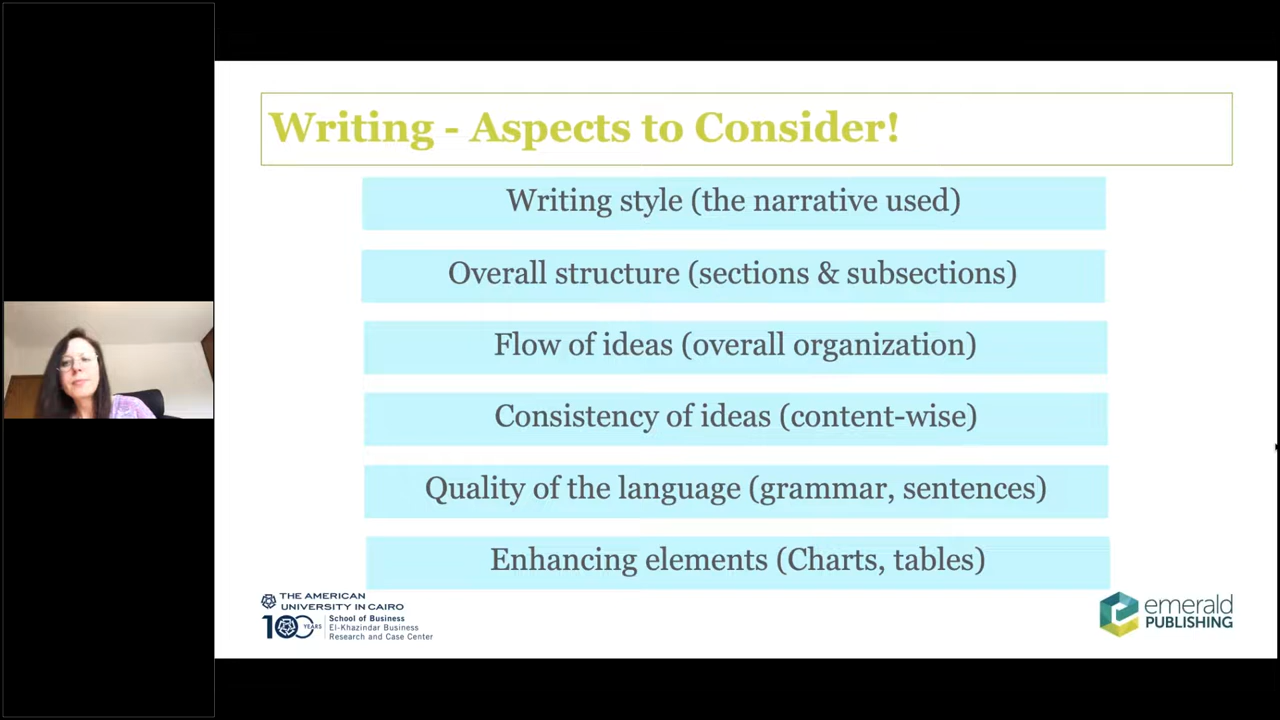 Writing - Aspects to Consider!
Writing style (the narrative used)
Overall structure (sections & subsections)
Flow of ideas (overall organization)
Consistency of ideas (content-wise)
Quality of the language (grammar, sentences)
Enhancing elements (Charts, tables)
THE AMERICAN
UNIVERSITY IN CAIRO
100 YEARS
School of Business
El-Khazindar Business
Research and Case Center
emerald
PUBLISHING